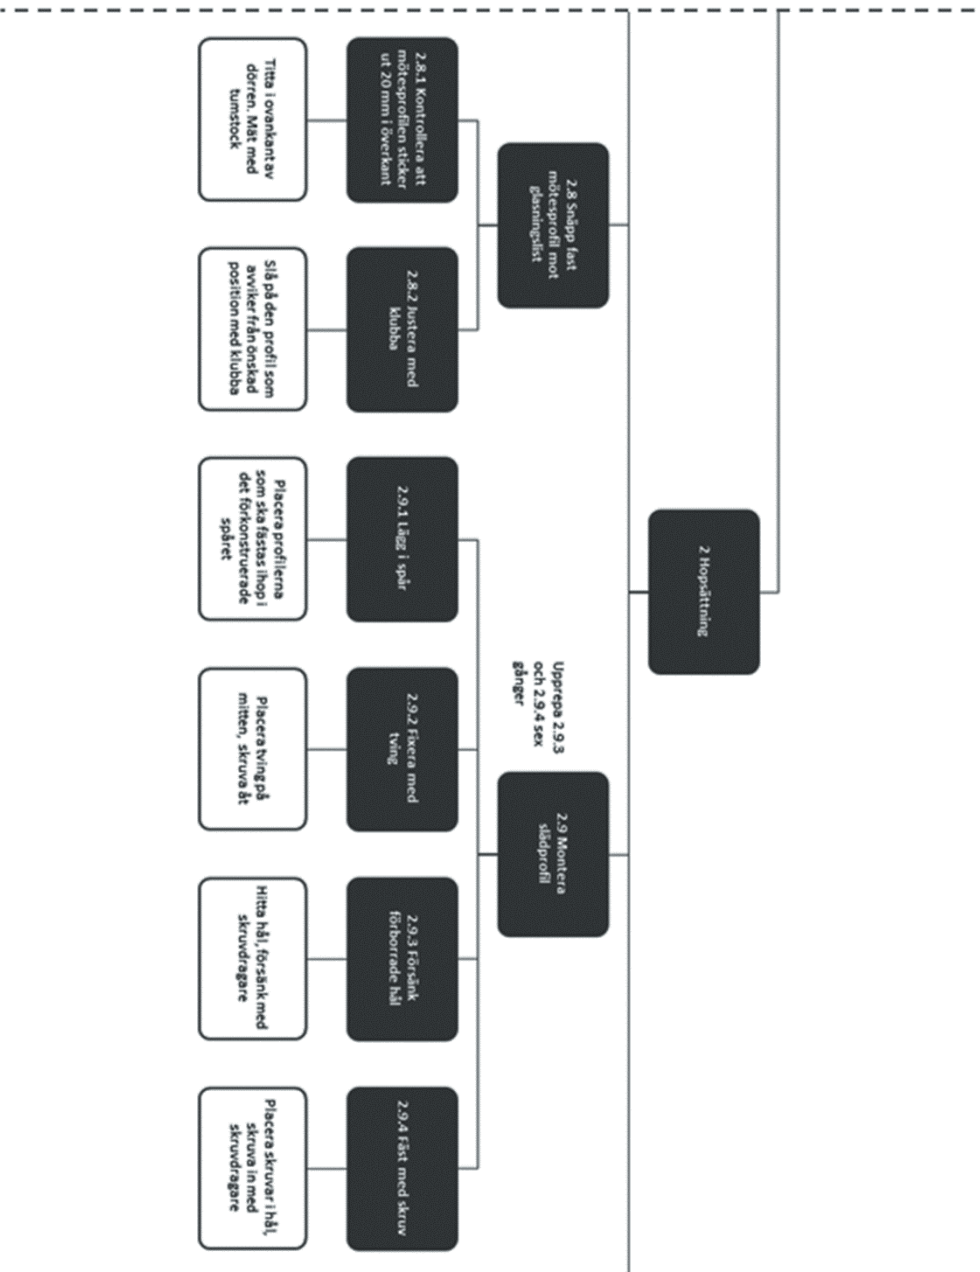 2 Hopsättning
2.8 Snäpp fast
mötesprofil mot
glasningslist
Upprepa 2.9.3
och 2.9.4 sex
gånger
2.9 Montera
slädprofil
2.8.1 Kontrollera att
mötesprofilen sticker
ut 20 mm i överkant
2.8.2 Justera med
klubba
2.9.1 Lägg i spår
2.9.2 Fixera med
tving
2.9.3 Försänk
förborrade hål
2.9.4 Fäst med skruv
Titta i ovankant av
dörren. Mät med
tumstock
Slå på den profil som
avviker från önskad
position med klubba
Placera profilerna
som ska fästas ihop i
det förkonstruerade
spåret
Placera tving på
mitten, skruva åt
Hitta hål, försänk med
skruvdragare
Placera skruvar i hål,
skruva in med
skruvdragare